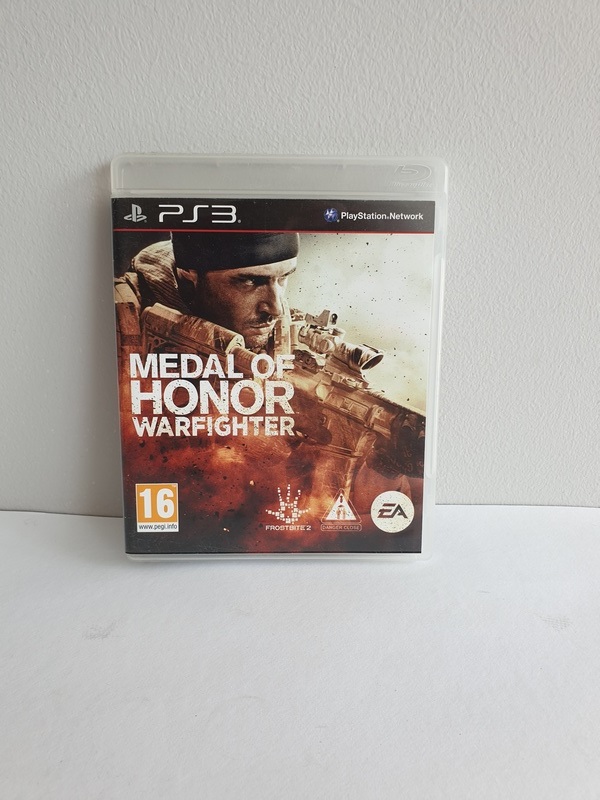 PS3
PlayStation®Network
MEDAL OF
HONOR
WARFIGHTER
16
www.pegi.info
FROSTBITE 2
DANGER CLOSE
EA